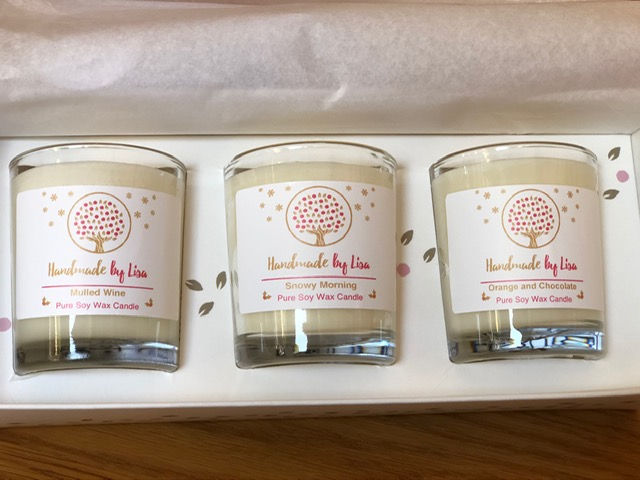 Handmade by Lisa
Mulled Wine
Pure Soy Wax Candle
Handmade by Lisa
Snowy Morning
Pure Soy Wax Candle
Handmade by Lisa
Orange and Chocolate
Pure Soy Wax Candle